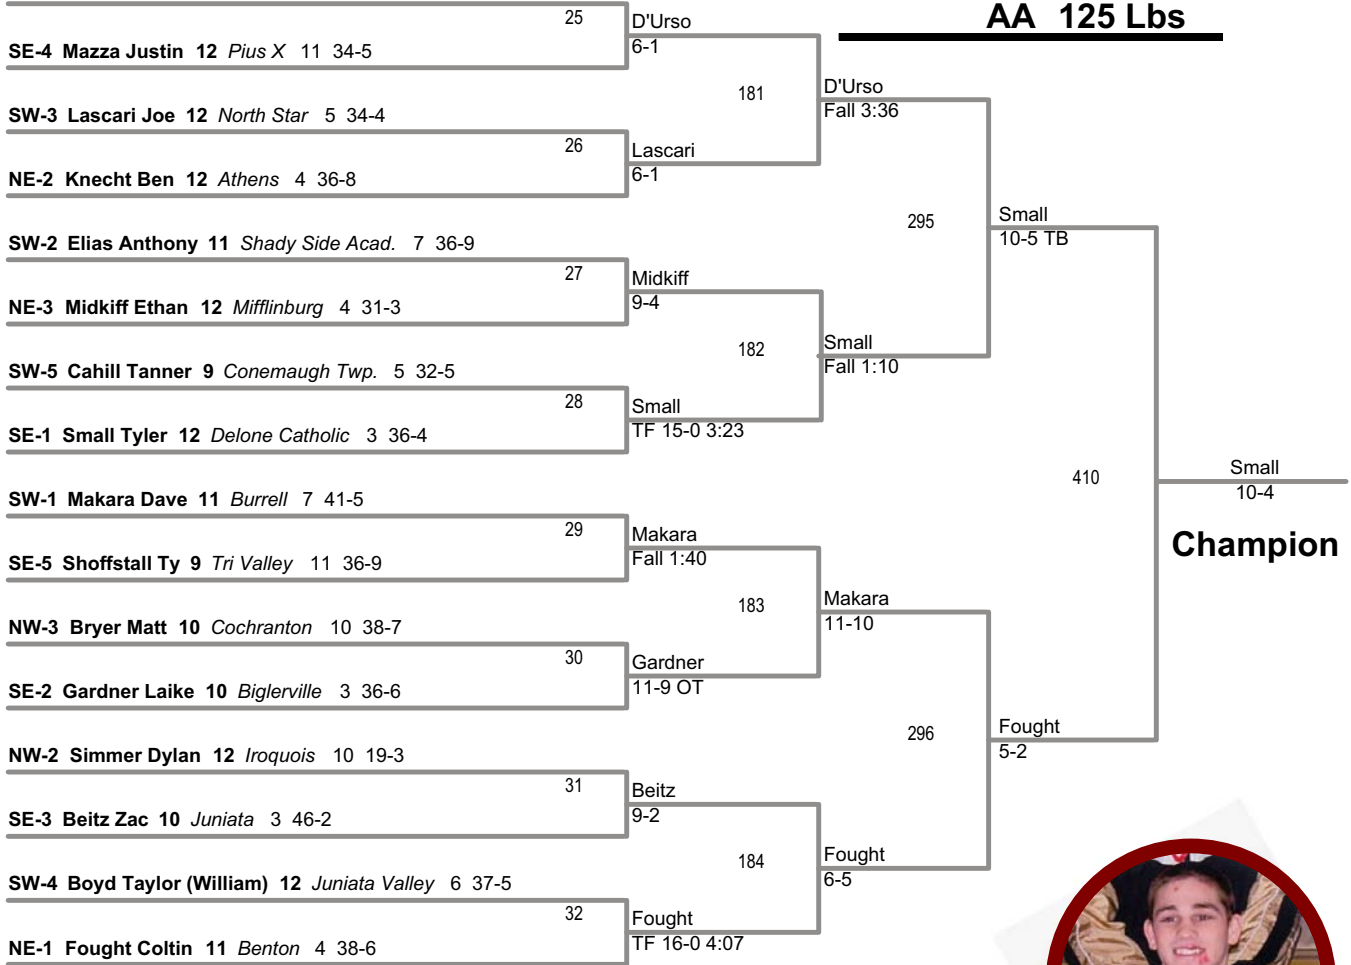 AA 125 Lbs
25
D'Urso
6-1
SE-4 Mazza Justin 12 Pius X 11 34-5
181
D'Urso
Fall 3:36
SW-3 Lascari Joe 12 North Star 5 34-4
26
Lascari
6-1
NE-2 Knecht Ben 12 Athens 4 36-8
295
Small
10-5 TB
SW-2 Elias Anthony 11 Shady Side Acad. 7 36-9
27
Midkiff
9-4
NE-3 Midkiff Ethan 12 Mifflinburg 4 31-3
182
Small
Fall 1:10
SW-5 Cahill Tanner 9 Conemaugh Twp. 5 32-5
28
Small
TF 15-0 3:23
SE-1 Small Tyler 12 Delone Catholic 3 36-4
410
Small
10-4
Champion
SW-1 Makara Dave 11 Burrell 7 41-5
29
Makara
Fall 1:40
SE-5 Shoffstall Ty 9 Tri Valley 11 36-9
183
Makara
11-10
NW-3 Bryer Matt 10 Cochranton 10 38-7
30
Gardner
11-9 OT
SE-2 Gardner Laike 10 Biglerville 3 36-6
296
Fought
5-2
NW-2 Simmer Dylan 12 Iroquois 10 19-3
31
Beitz
9-2
SE-3 Beitz Zac 10 Juniata 3 46-2
184
Fought
6-5
SW-4 Boyd Taylor (William) 12 Juniata Valley 6 37-5
32
Fought
TF 16-0 4:07
NE-1 Fought Coltin 11 Benton 4 38-6